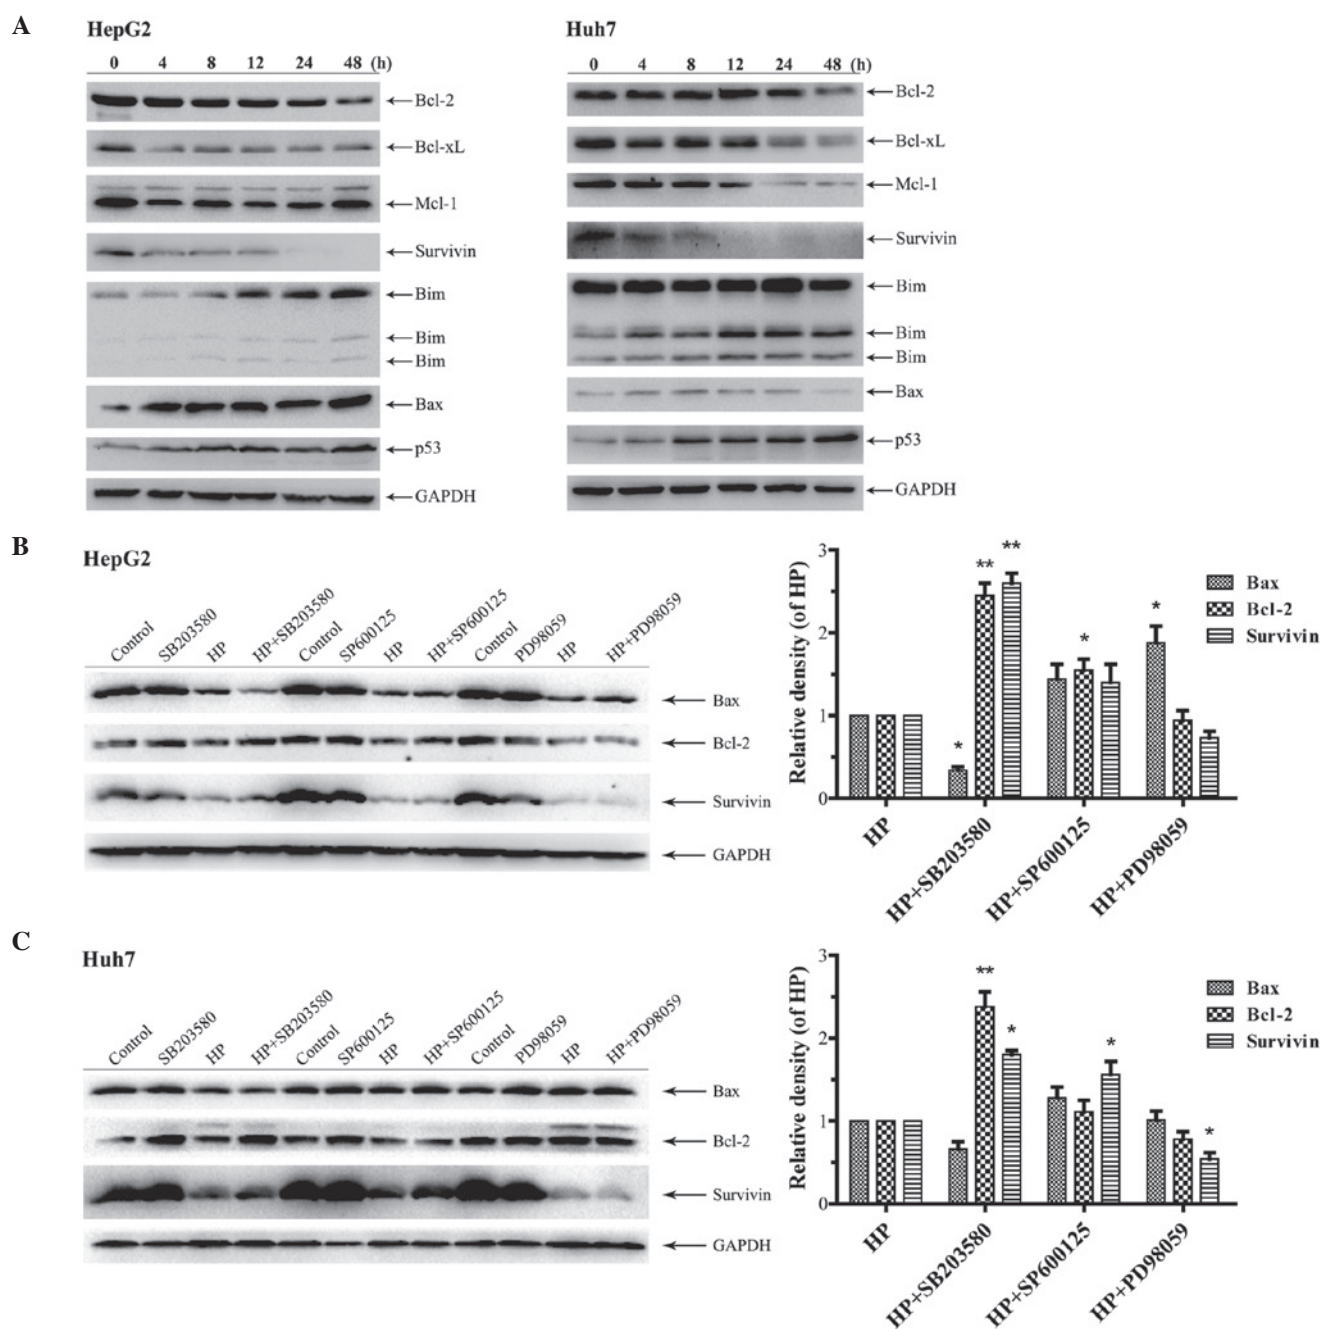 A
HepG2
0 4 8 12 24 48 (h)
Bcl-2
Bcl-xL
Mcl-1
Survivin
Bim
Bim
Bim
Bax
p53
GAPDH
Huh7
0 4 8 12 24 48 (h)
Bcl-2
Bcl-xL
Mcl-1
Survivin
Bim
Bim
Bim
Bax
p53
GAPDH
B
HepG2
Control SB203580 HP HP+SB203580 Control SP600125 HP HP+SP600125 Control PD98059 HP HP+PD98059
Bax
Bcl-2
Survivin
GAPDH
Relative density (of HP)
3
2
1
0
* ** **
*
*
HP HP+SB203580 HP+SP600125 HP+PD98059
Bax
Bcl-2
Survivin
C
Huh7
Control SB203580 HP HP+SB203580 Control SP600125 HP HP+SP600125 Control PD98059 HP HP+PD98059
Bax
Bcl-2
Survivin
GAPDH
Relative density (of HP)
3
2
1
0
** *
*
*
HP HP+SB203580 HP+SP600125 HP+PD98059
Bax
Bcl-2
Survivin